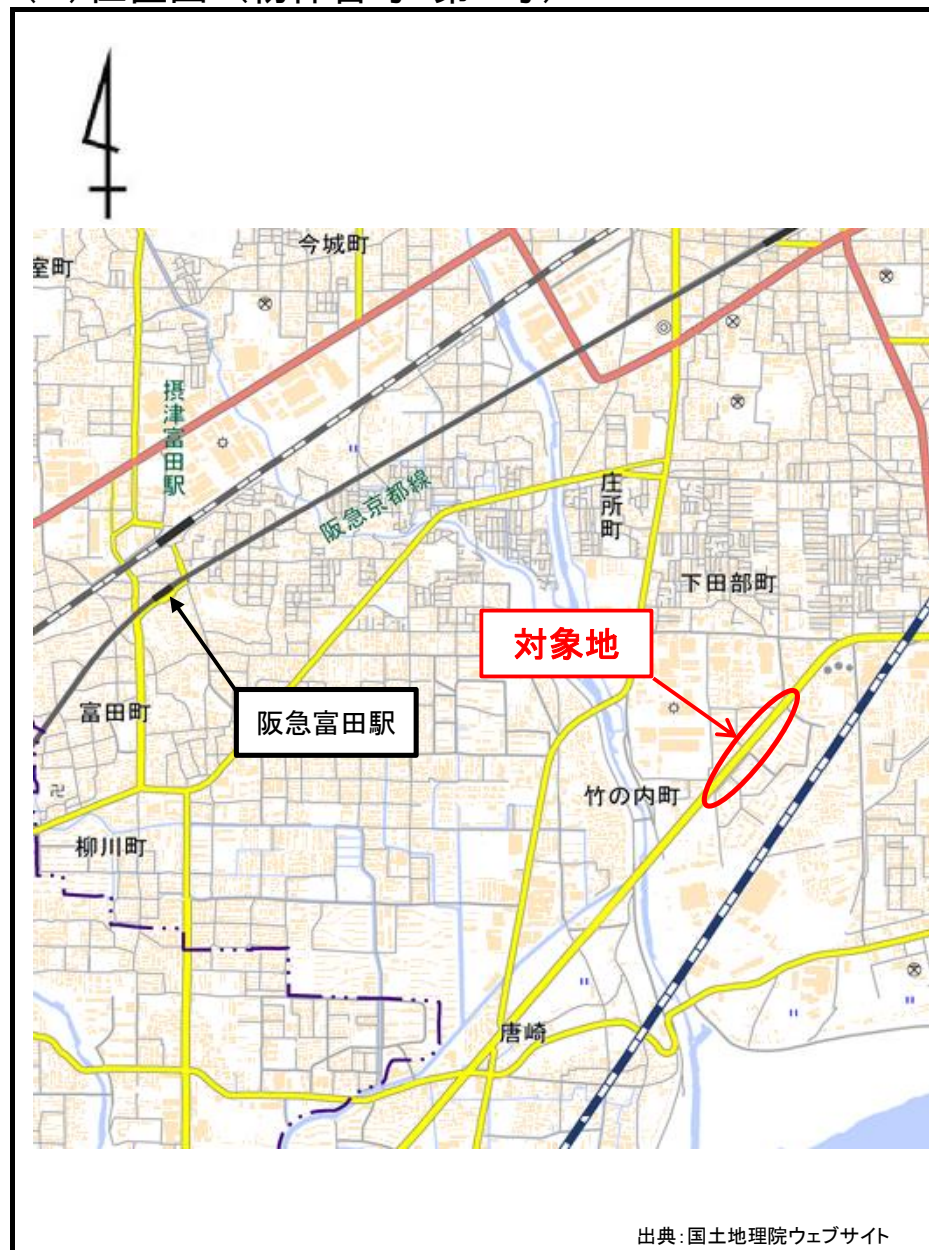 今城町
室町
摂津富田駅
阪急京都線
庄所町
下田部町
対象地
富田町
阪急富田駅
竹の内町
柳川町
唐崎
出典：国土地理院ウェブサイト